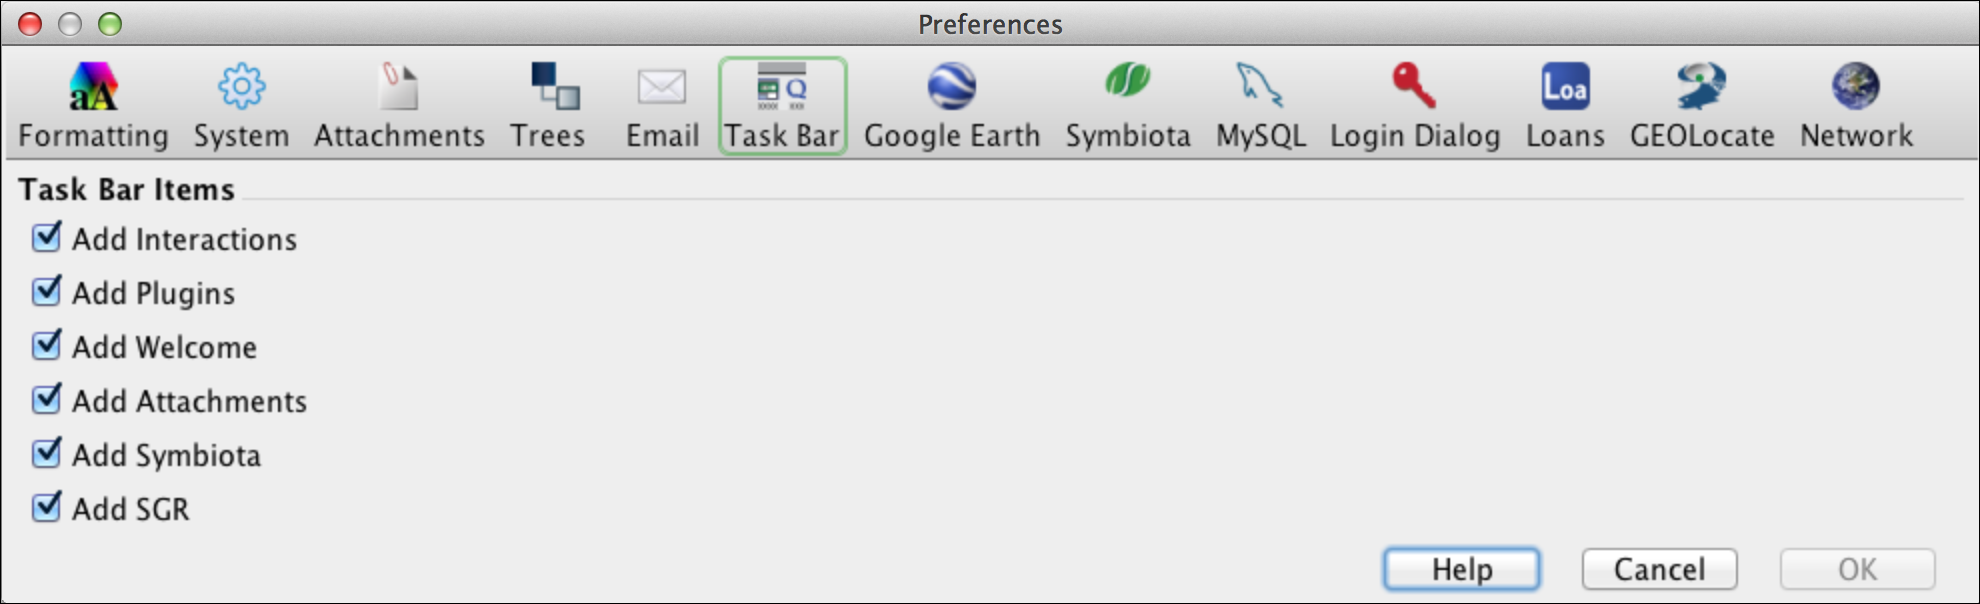 Preferences
aA Loa
Formatting System Attachments Trees Email Task Bar Google Earth Symbiota MySQL Login Dialog Loans GEOLocate Network
Task Bar Items
Add Interactions
Add Plugins
Add Welcome
Add Attachments
Add Symbiota
Add SGR
Help Cancel OK